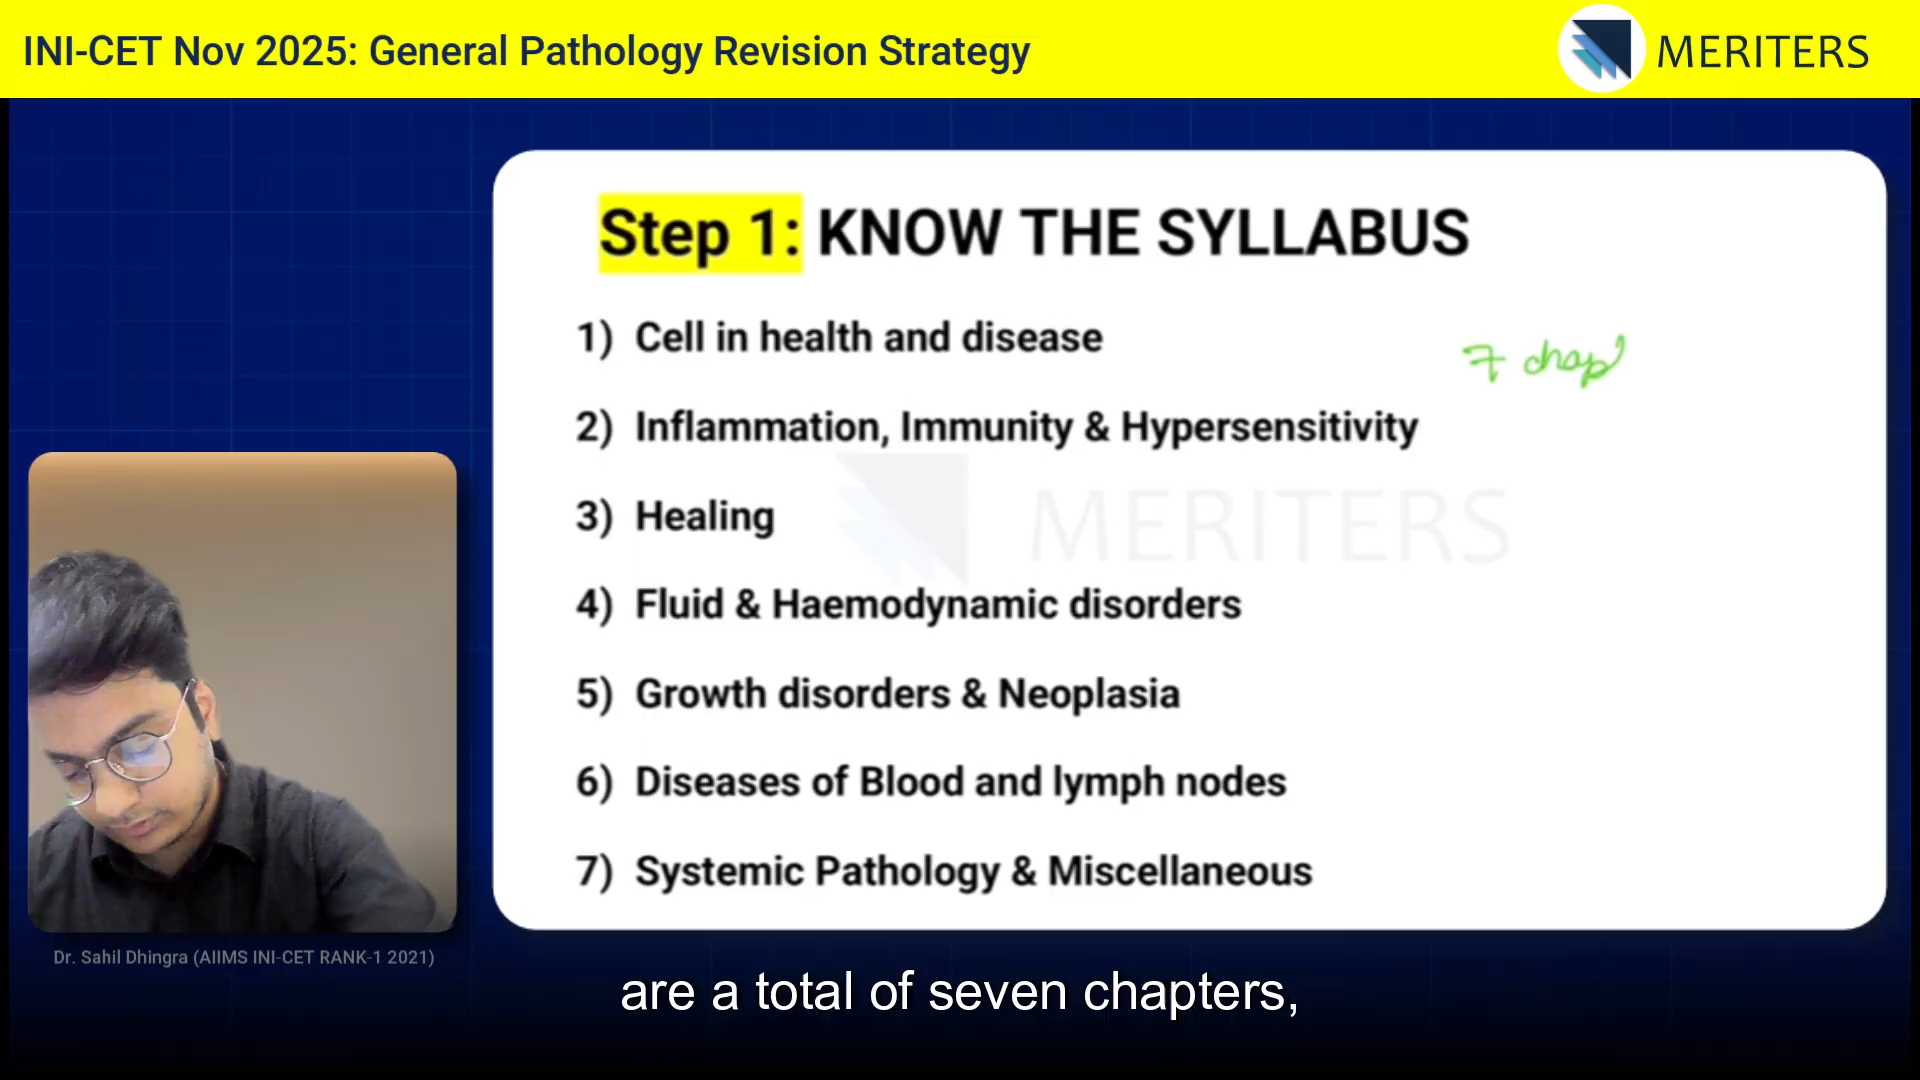 INI-CET Nov 2025: General Pathology Revision Strategy
MERITERS
Step 1: KNOW THE SYLLABUS
1) Cell in health and disease
7 chap
2) Inflammation, Immunity & Hypersensitivity
3) Healing
MERITERS
4) Fluid & Haemodynamic disorders
5) Growth disorders & Neoplasia
6) Diseases of Blood and lymph nodes
7) Systemic Pathology & Miscellaneous
Dr. Sahil Dhingra (AIIMS INI-CET RANK-1 2021)
are a total of seven chapters,